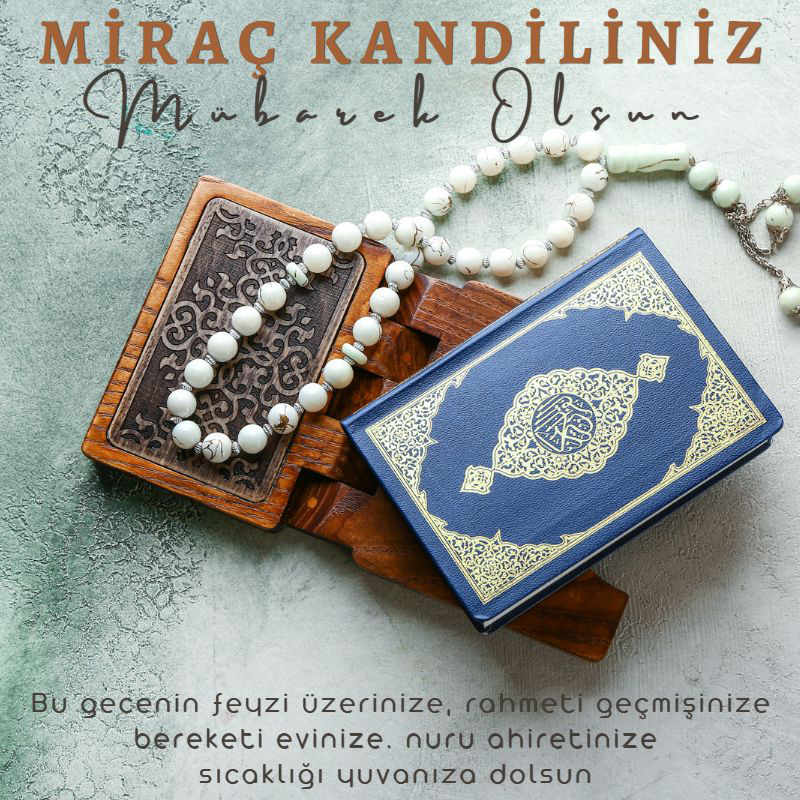 MİRAÇ KANDİLİNİZ
Mübarek Olsun
Bu gecenin feyzi üzerinize, rahmeti geçmişinize
bereketi evinize. nuru ahiretinize
sıcaklığı yuvanıza dolsun